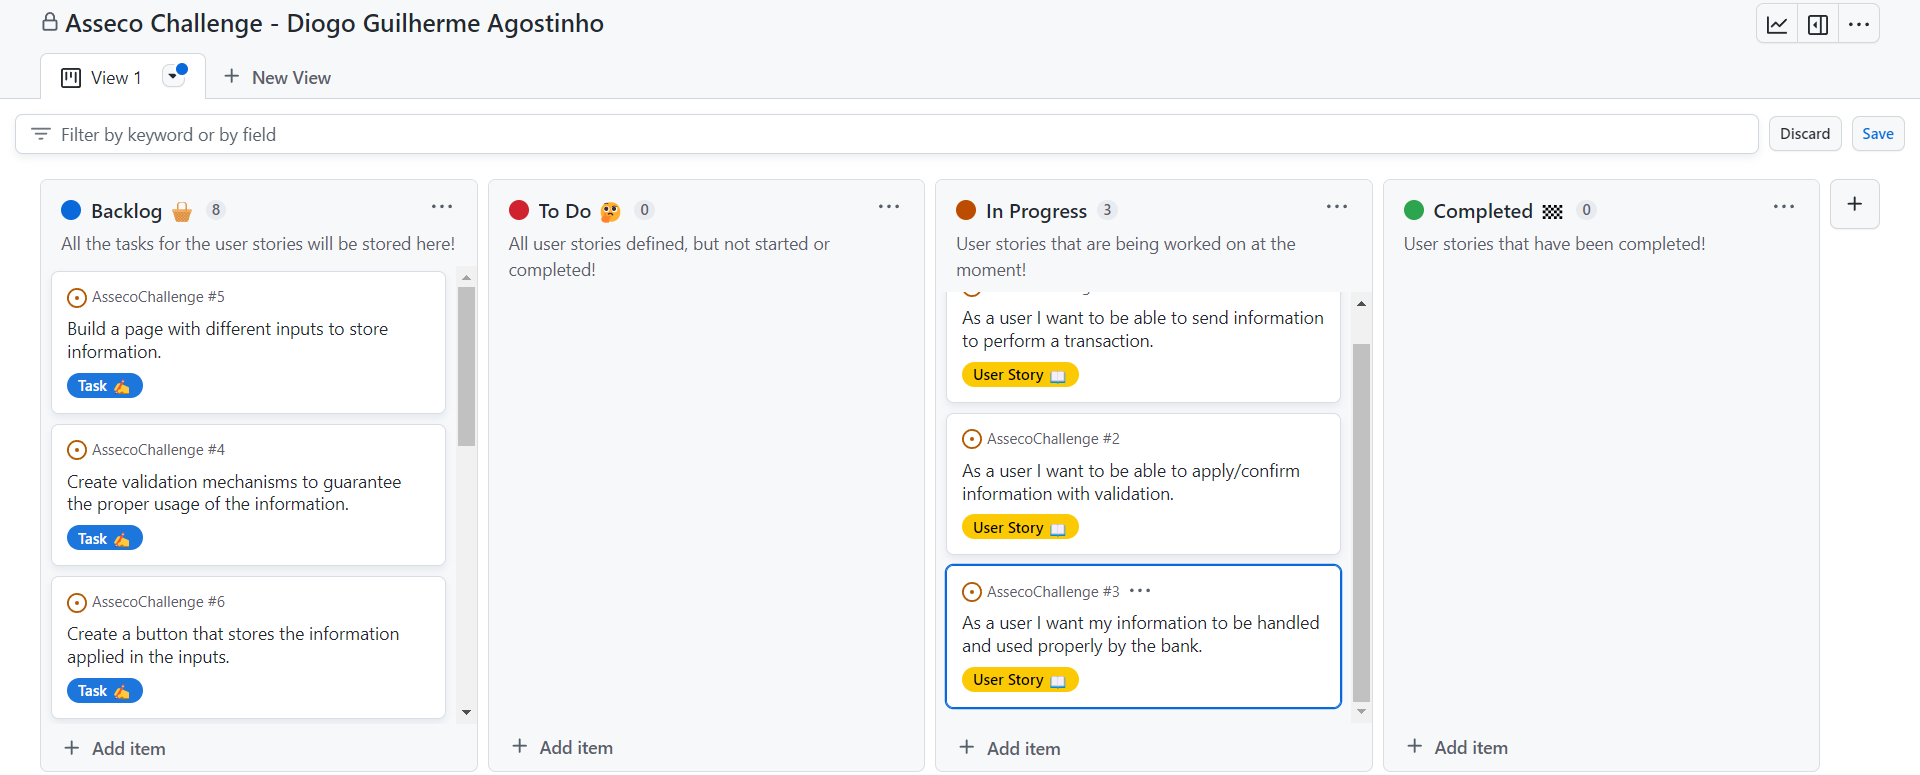 Asseco Challenge - Diogo Guilherme Agostinho
View 1
New View
Filter by keyword or by field
Discard
Save
Backlog 8
All the tasks for the user stories will be stored here!
AssecoChallenge #5
Build a page with different inputs to store
information.
Task
AssecoChallenge #4
Create validation mechanisms to guarantee
the proper usage of the information.
Task
AssecoChallenge #6
Create a button that stores the information
applied in the inputs.
Task
Add item
To Do 0
All user stories defined, but not started or
completed!
Add item
In Progress 3
User stories that are being worked on at the
moment!
As a user I want to be able to send information
to perform a transaction.
User Story
AssecoChallenge #2
As a user I want to be able to apply/confirm
information with validation.
User Story
AssecoChallenge #3
As a user I want my information to be handled
and used properly by the bank.
User Story
Add item
Completed 0
User stories that have been completed!
Add item